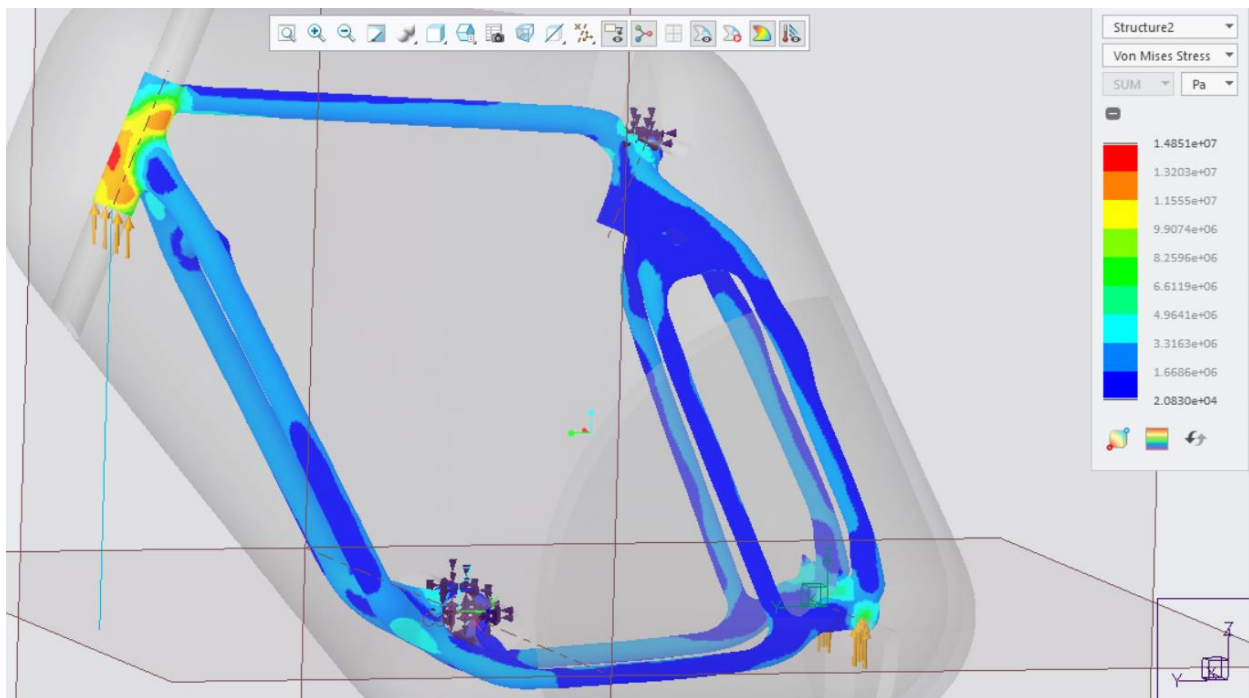 Structure2
Von Mises Stress
SUM Pa
1.4851e+07
1.3203e+07
1.1555e+07
9.9074e+06
8.2596e+06
6.6119e+06
4.9641e+06
3.3163e+06
1.6686e+06
2.0830e+04
Z
Y
X